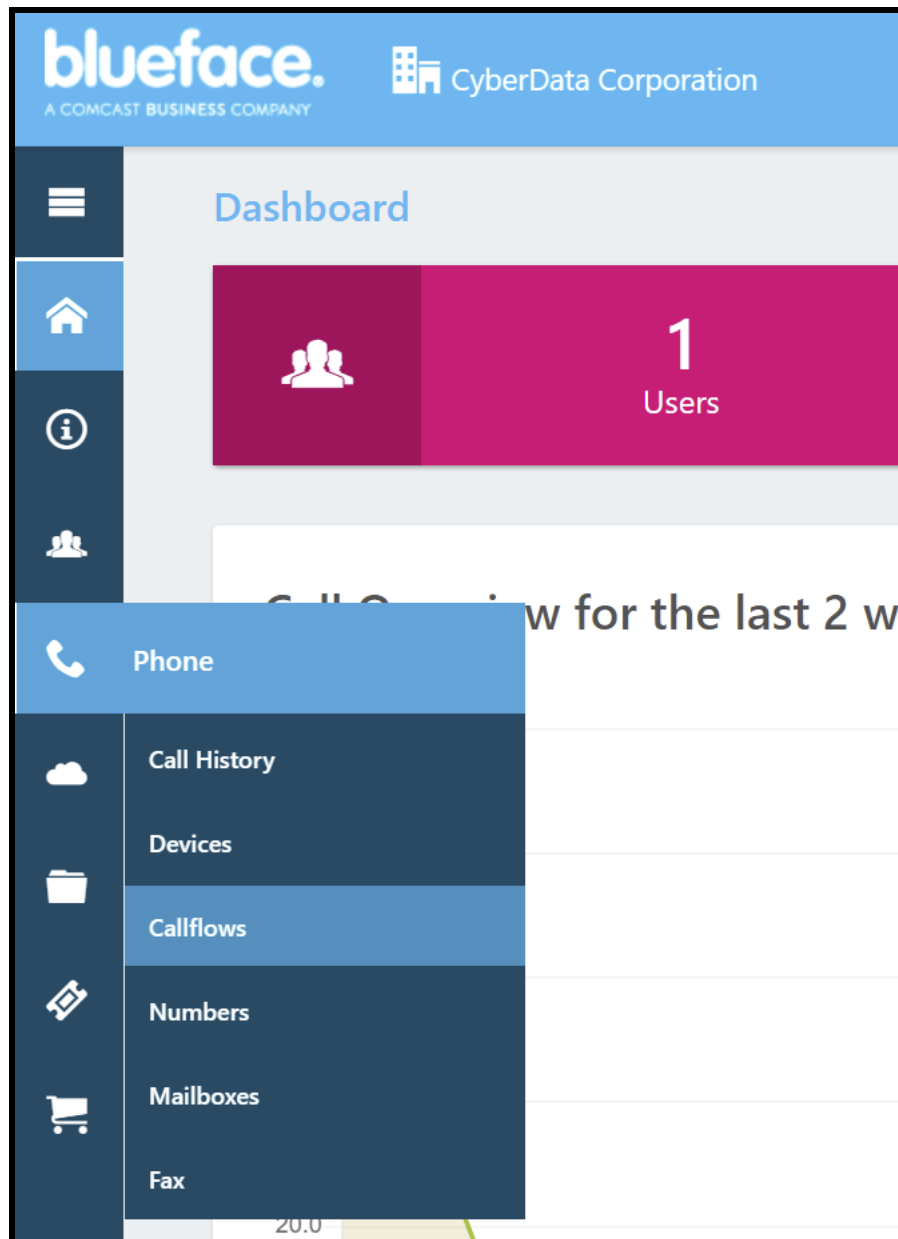 blueface.
A COMCAST BUSINESS COMPANY
CyberData Corporation
Dashboard
1
Users
w for the last 2 w
Phone
Call History
Devices
Callflows
Numbers
Mailboxes
Fax
20.0